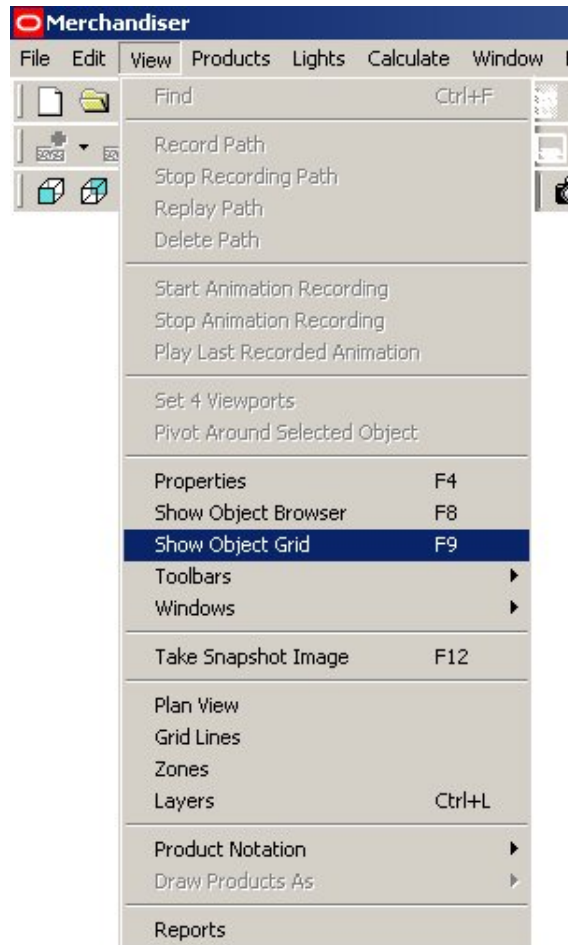 Merchandiser
File Edit View Products Lights Calculate Window
Find Ctrl+F
Record Path
Stop Recording Path
Replay Path
Delete Path
Start Animation Recording
Stop Animation Recording
Play Last Recorded Animation
Set 4 Viewports
Pivot Around Selected Object
Properties F4
Show Object Browser F8
Show Object Grid F9
Toolbars
Windows
Take Snapshot Image F12
Plan View
Grid Lines
Zones
Layers Ctrl+L
Product Notation
Draw Products As
Reports